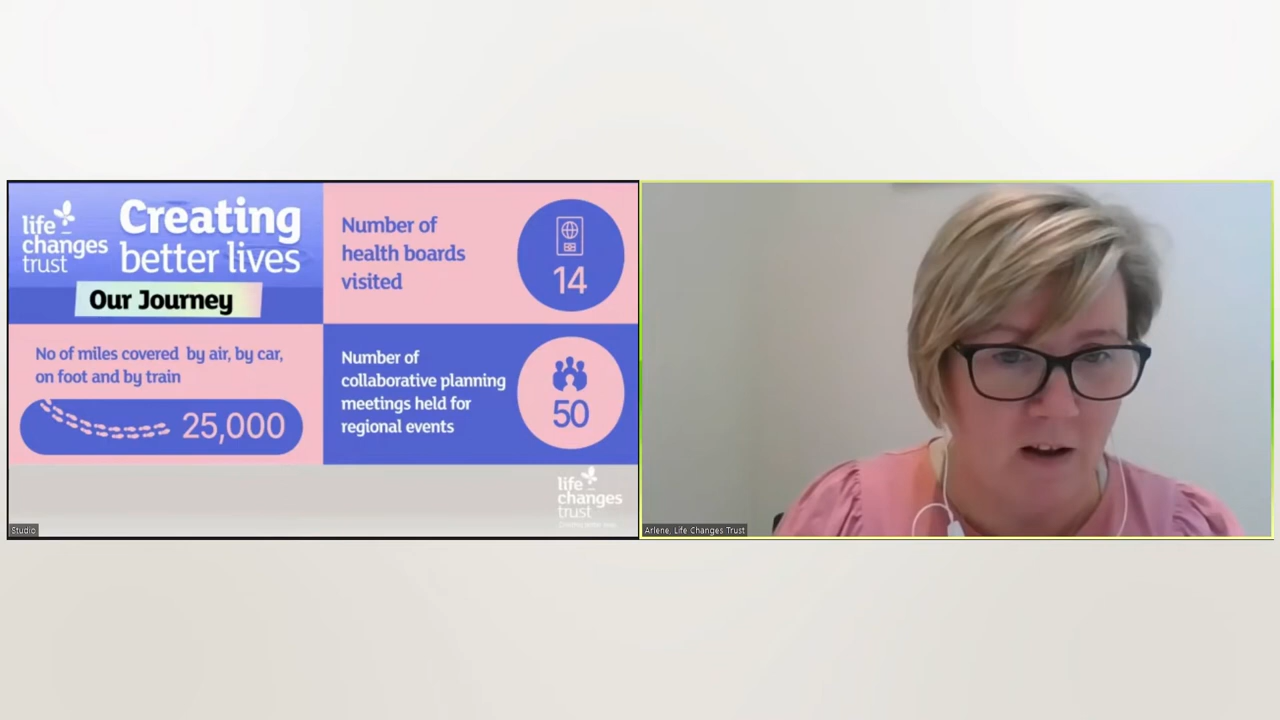 life
changes
trust
Creating
better lives
Our Journey
Number of
health boards
visited
14
No of miles covered by air, by car,
on foot and by train
25,000
Number of
collaborative planning
meetings held for
regional events
50
life
changes
trust
Studio
Arlene, Life Changes Trust